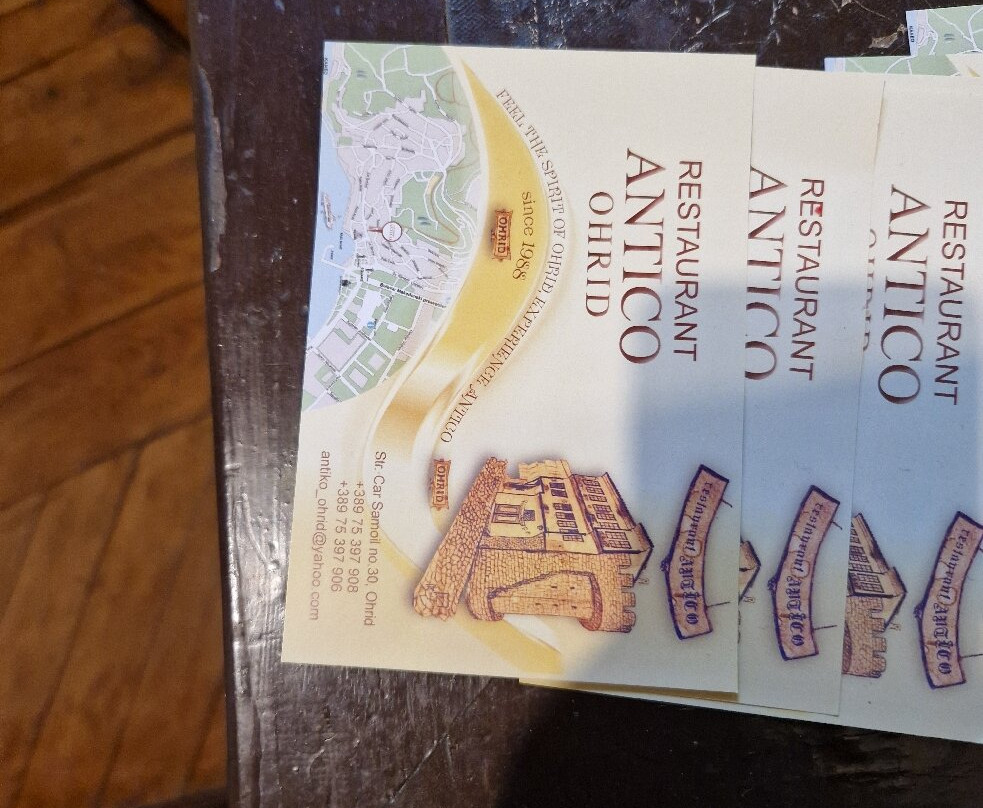 RESTAURANT
ANTICO
OHRID
FEEL THE SPIRIT OF OHRID, EXPERIENCE ANTICO
since 1988
OHRID
OHRID
restaurant ANTICO
Str. Car Samoil no.30, Ohrid
+389 75 397 908
+389 75 397 906
antiko_ohrid@yahoo com
RESTAURANT
ANTICO
restaurant ANTICO
RESTAURANT
ANTICO
restaurant ANTICO